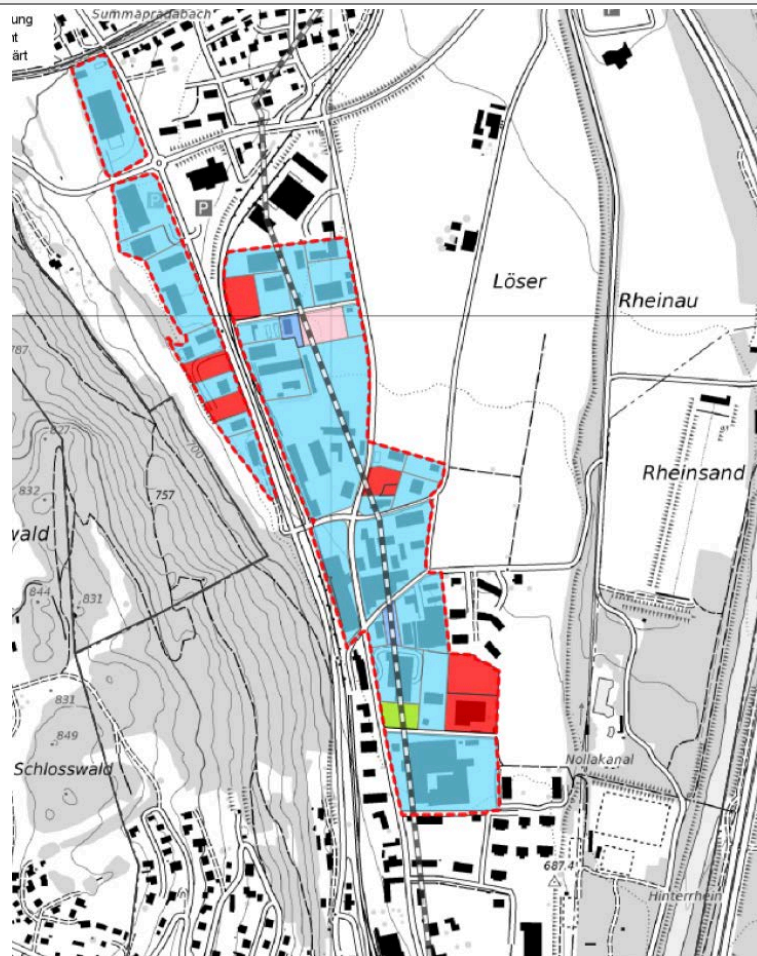 ung
nt
ärt
Summapradabach
P
P
P
Löser
Rheinau
787
700
827
Rheinsand
832
757
wald
844
831
831
849
Schlosswald
Nollakanal
687.4
Hinterrhein